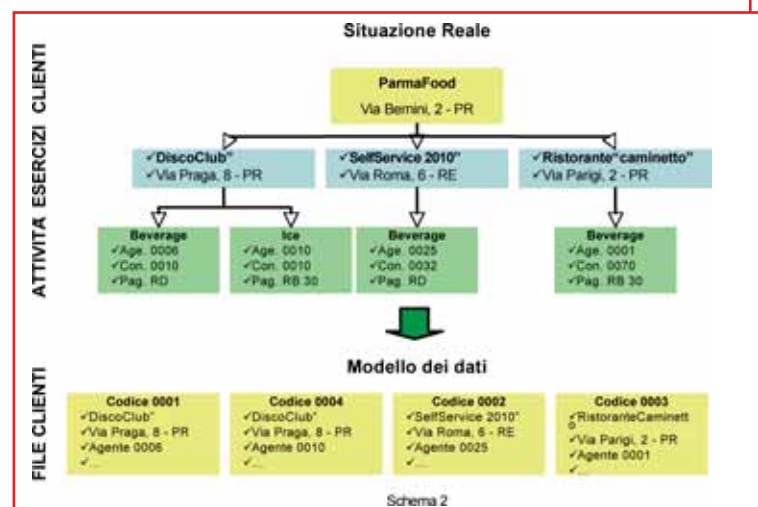 Situazione Reale
CLIENTI
ParmaFood
Via Bernini, 2 - PR
ESERCIZI
✓DiscoClub"
✓Via Praga, 8 - PR
✓SelfService 2010"
✓Via Roma, 6 - RE
✓Ristorante"caminetto"
✓Via Parigi, 2 - PR
ATTIVITA
Beverage
✓Age. 0006
✓Con. 0010
✓Pag. RD
Ice
✓Age. 0010
✓Con. 0010
✓Pag. RB 30
Beverage
✓Age. 0025
✓Con. 0032
✓Pag. RD
Beverage
✓Age. 0001
✓Con. 0070
✓Pag. RB 30
Modello dei dati
FILE CLIENTI
Codice 0001
✓DiscoClub"
✓Via Praga, 8 - PR
✓Agente 0006
✓...
Codice 0004
✓DiscoClub"
✓Via Praga, 8 - PR
✓Agente 0010
✓...
Codice 0002
✓SelfService 2010"
✓Via Roma, 6 - RE
✓Agente 0025
✓...
Codice 0003
✓RistoranteCaminett
o
✓Via Parigi, 2 - PR
✓Agente 0001
✓...
Schema 2